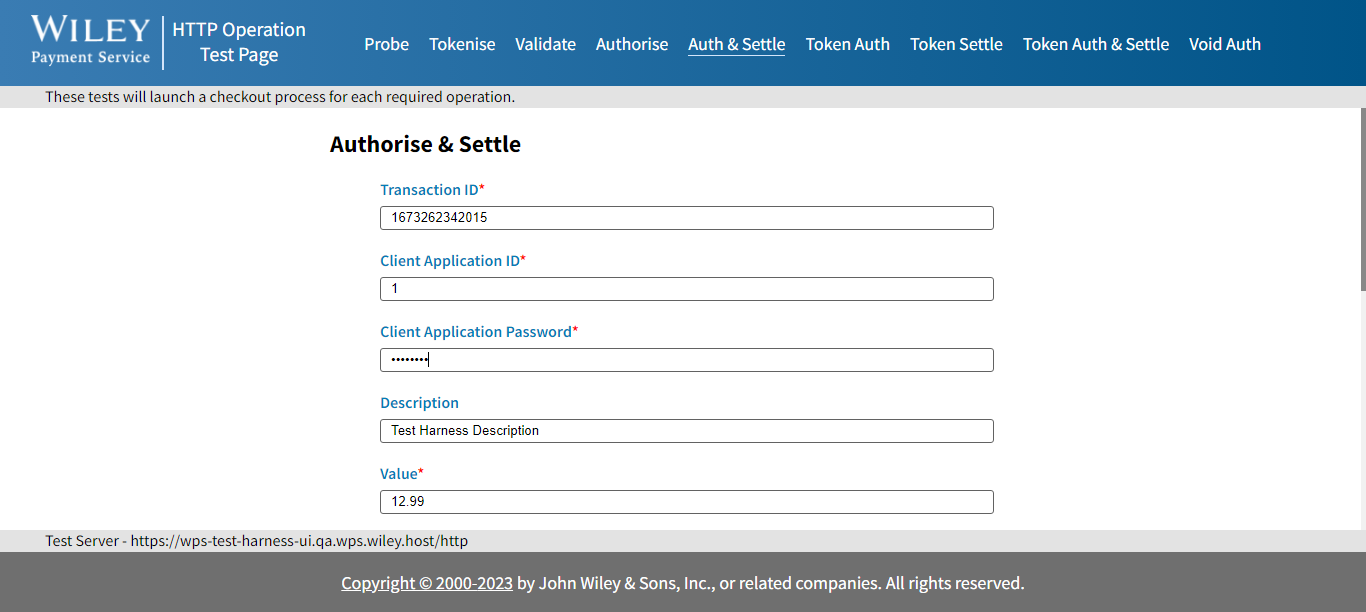 WILEY
Payment Service
HTTP Operation
Test Page
Probe Tokenise Validate Authorise Auth & Settle Token Auth Token Settle Token Auth & Settle Void Auth
These tests will launch a checkout process for each required operation.
Authorise & Settle
Transaction ID*
1673262342015
Client Application ID*
1
Client Application Password*
••••••••
Description
Test Harness Description
Value*
12.99
Test Server - https://wps-test-harness-ui.qa.wps.wiley.host/http
Copyright © 2000-2023 by John Wiley & Sons, Inc., or related companies. All rights reserved.